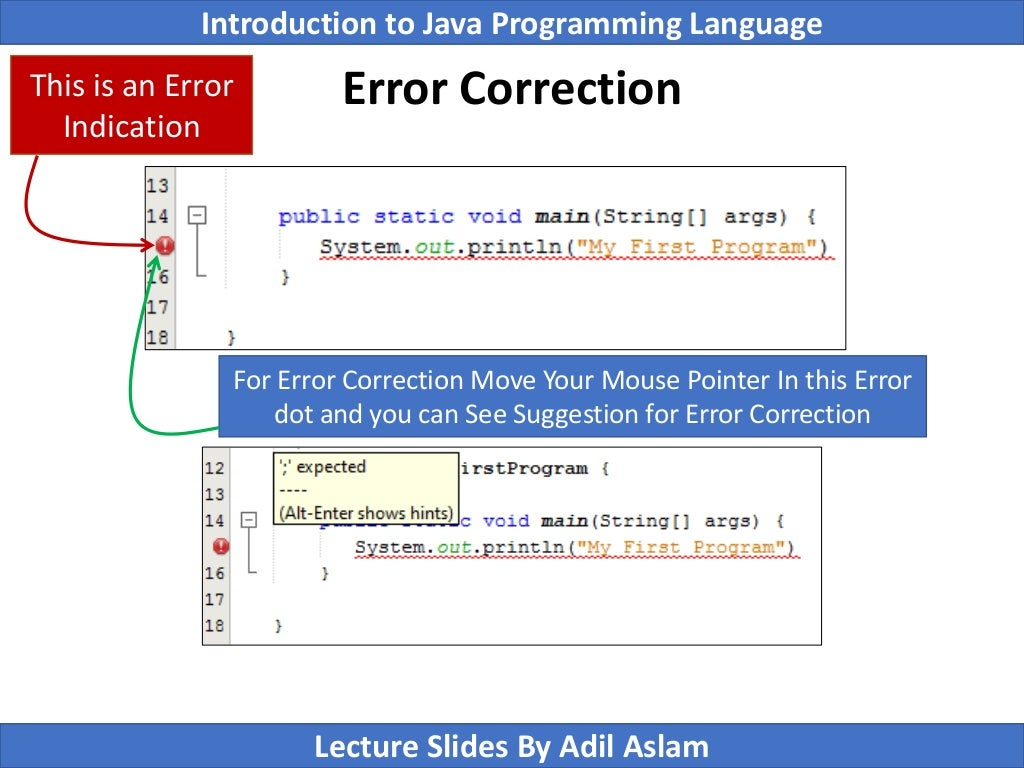 Introduction to Java Programming Language
This is an Error
Indication
Error Correction
13
14 public static void main(String[] args) {
System.out.println("My First Program")
16 }
17
18 }
For Error Correction Move Your Mouse Pointer In this Error
dot and you can See Suggestion for Error Correction
12 irstProgram {
';' expected
----
(Alt-Enter shows hints)
13
14 public static void main(String[] args) {
System.out.println("My First Program")
16 }
17
18 }
Lecture Slides By Adil Aslam